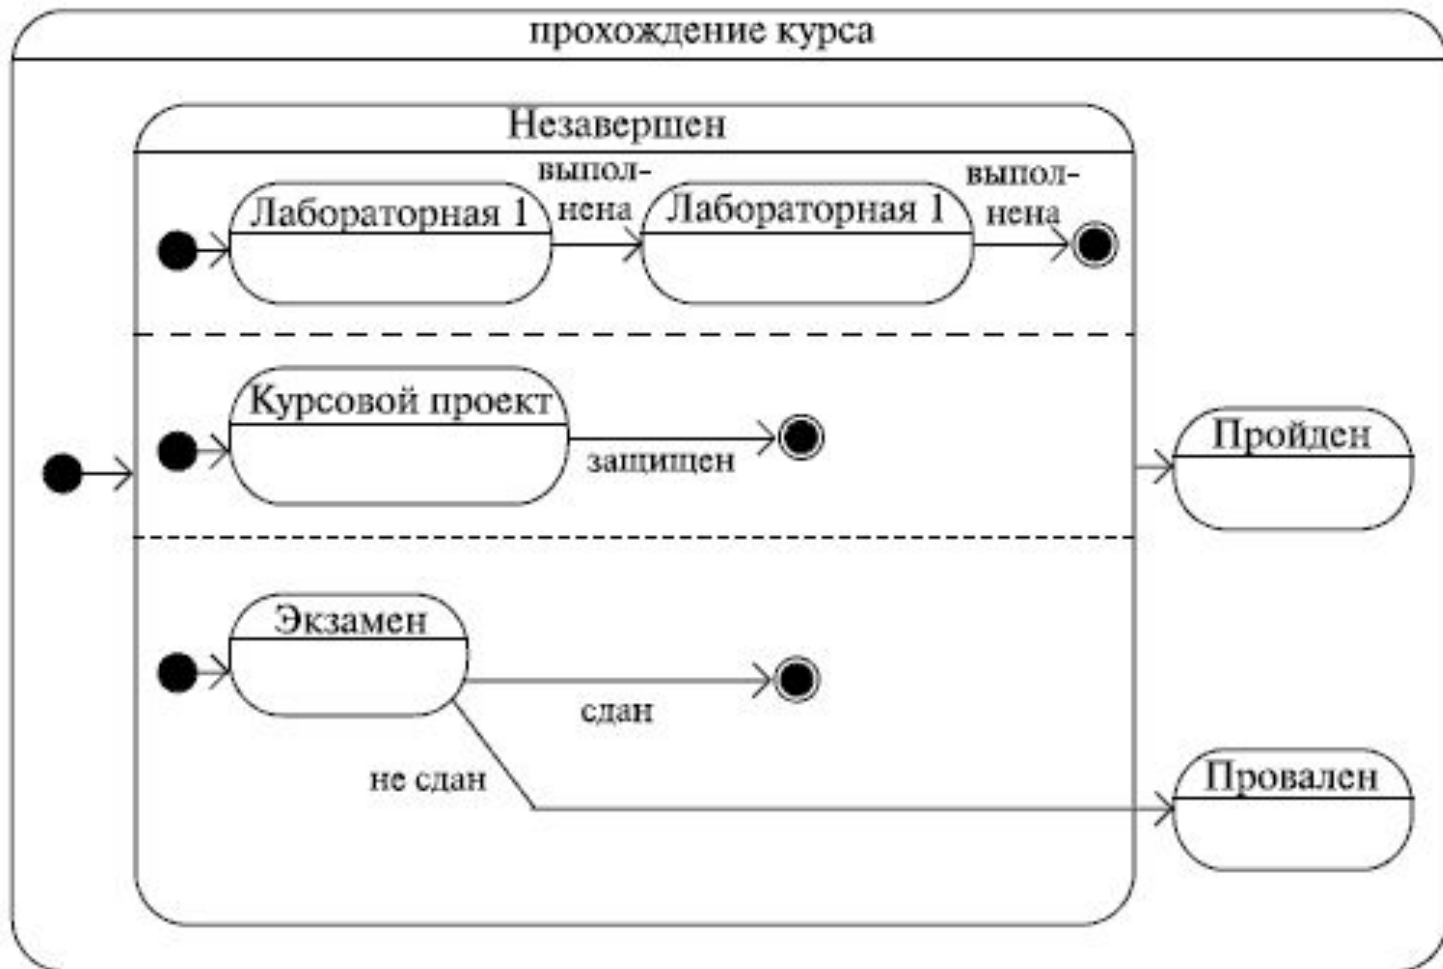 прохождение курса
Незавершен
Лабораторная 1
выпол-
нена
Лабораторная 1
выпол-
нена
Курсовой проект
защищен
Пройден
Экзамен
сдан
не сдан
Провален